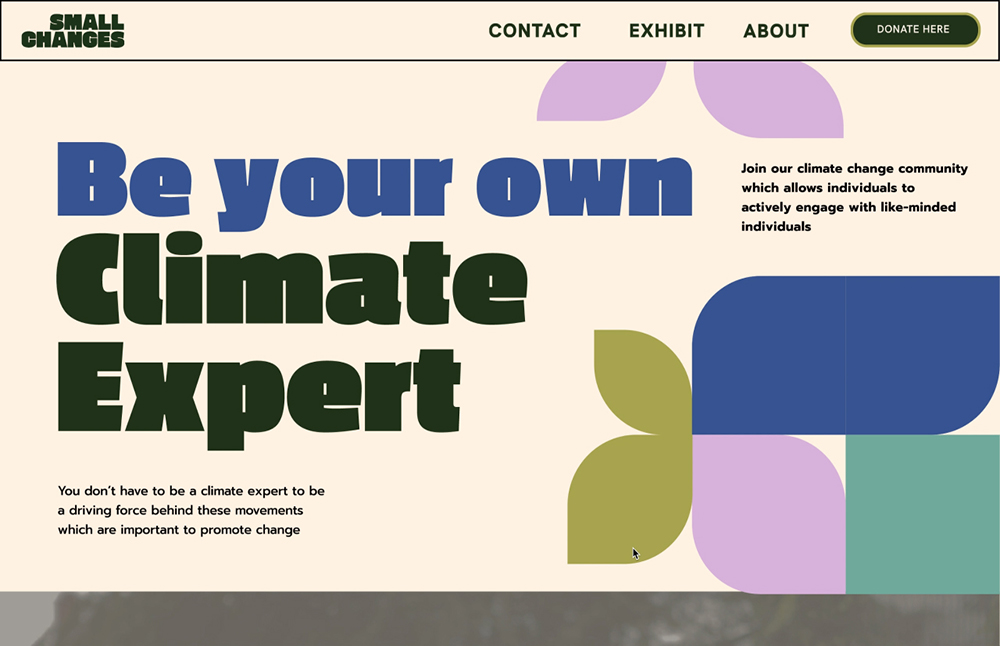 SMALL
CHANGES
CONTACT
EXHIBIT
ABOUT
DONATE HERE
Be your own
Climate
Expert
Join our climate change community
which allows individuals to
actively engage with like-minded
individuals
You don't have to be a climate expert to be
a driving force behind these movements
which are important to promote change